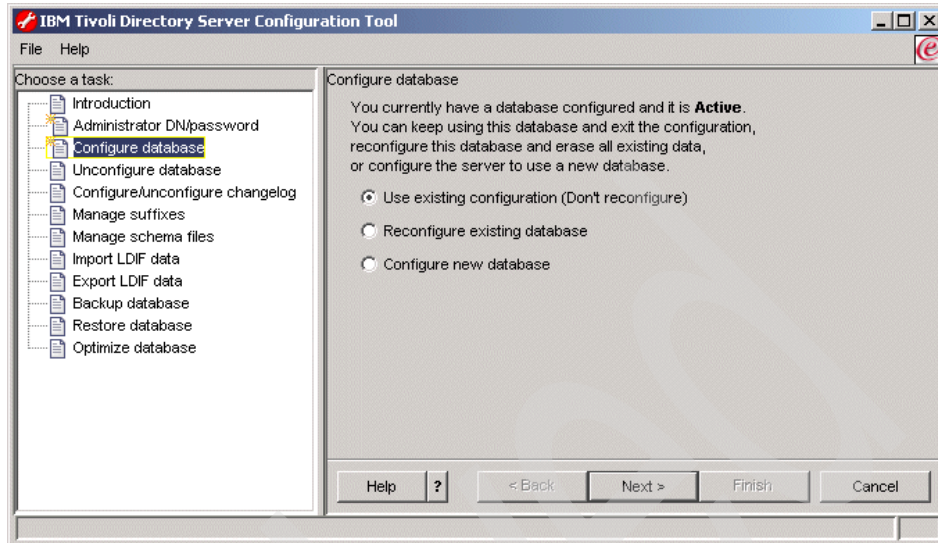 IBM Tivoli Directory Server Configuration Tool
File Help
Choose a task:
Introduction
Administrator DN/password
Configure database
Unconfigure database
Configure/unconfigure changelog
Manage suffixes
Manage schema files
Import LDIF data
Export LDIF data
Backup database
Restore database
Optimize database
Configure database
You currently have a database configured and it is Active.
You can keep using this database and exit the configuration,
reconfigure this database and erase all existing data,
or configure the server to use a new database.
Use existing configuration (Don't reconfigure)
Reconfigure existing database
Configure new database
Help ? < Back Next > Finish Cancel